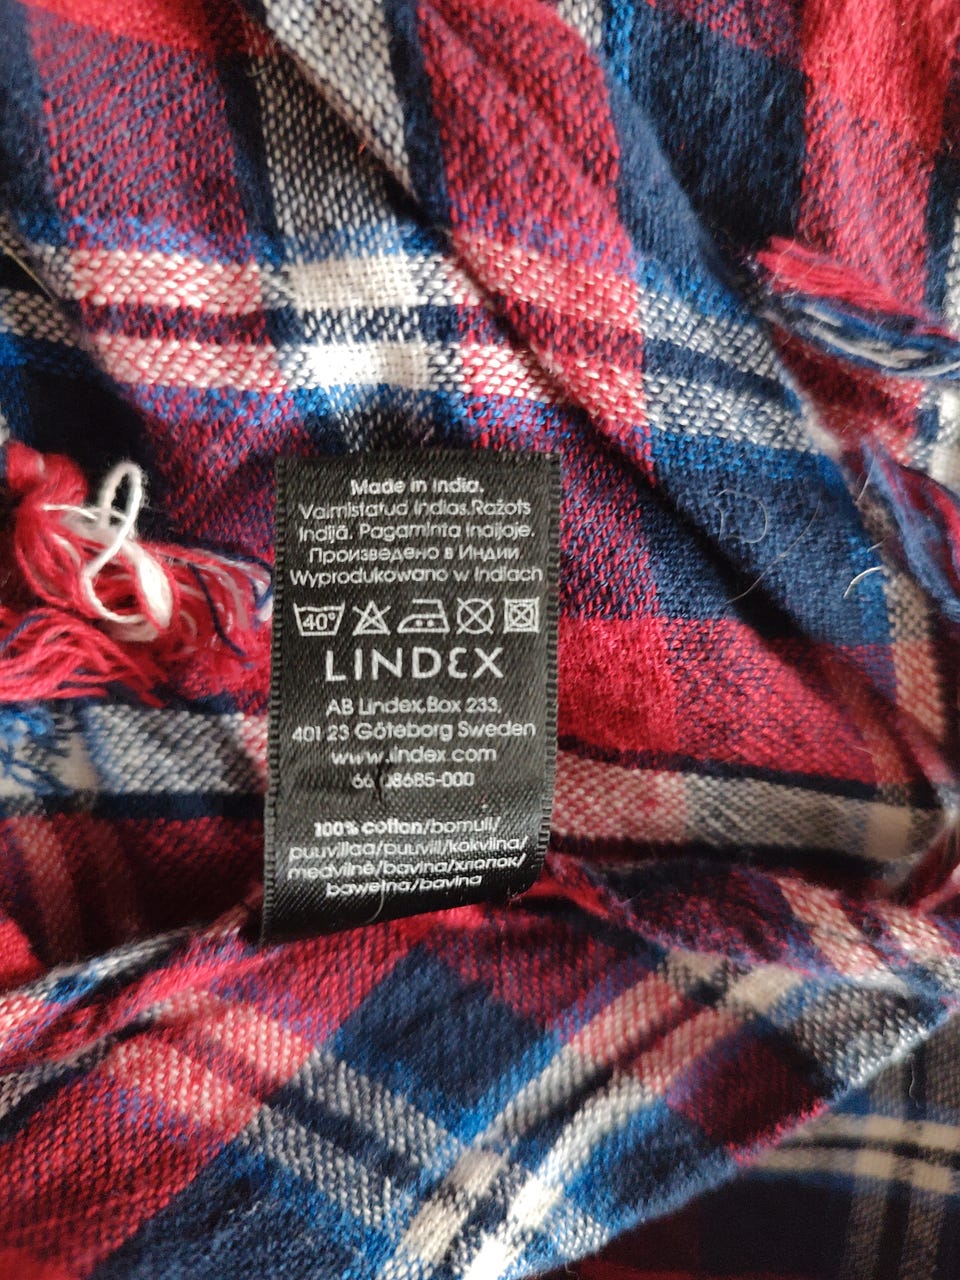 Made in India.
Valmistatud Indias.Ražots
Indijā. Pagaminta Indijoje.
Произведено в Индии
Wyprodukowano w Indiach
40°
LINDEX
AB Lindex.Box 233,
401 23 Göteborg Sweden
www.lindex.com
100% cotton/bomull/
puuvillaa/puuvill/kokvilna/
medvilnė/bavlna/хлопок/
bawełna/bavlna